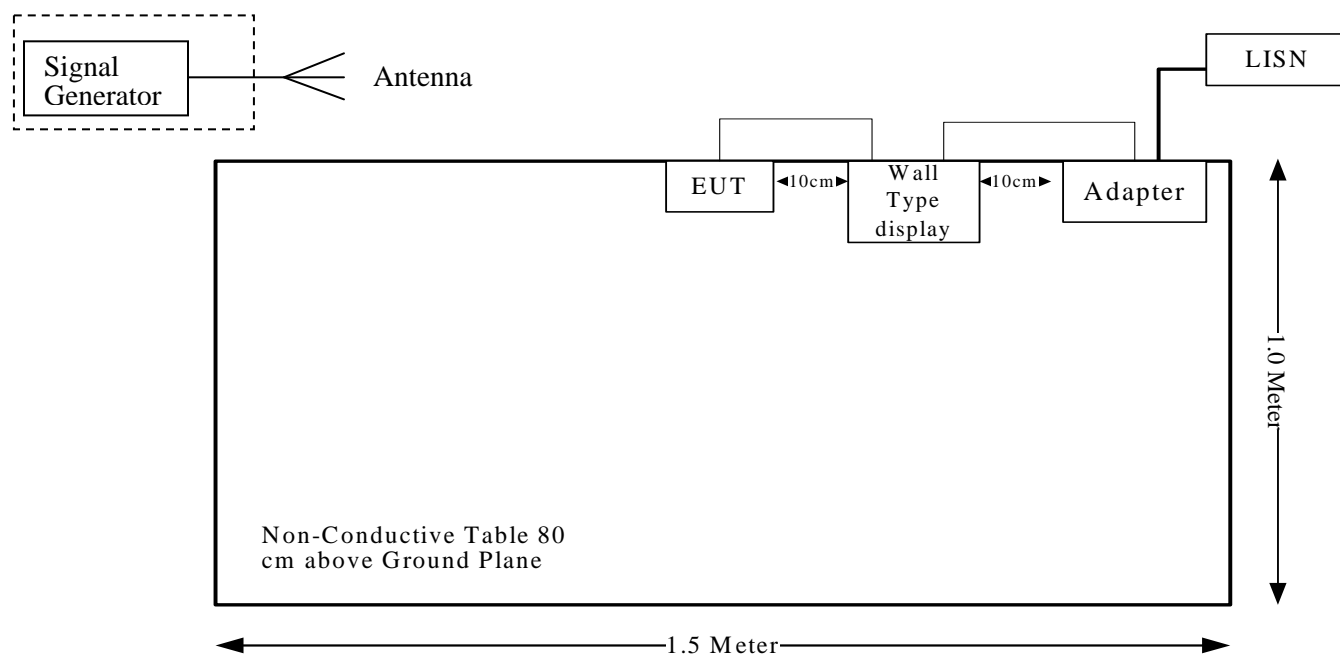 Signal
Generator
Antenna
LISN
EUT
10cm
Wall
Type
display
10cm
Adapter
1.0 Meter
Non-Conductive Table 80
cm above Ground Plane
1.5 Meter